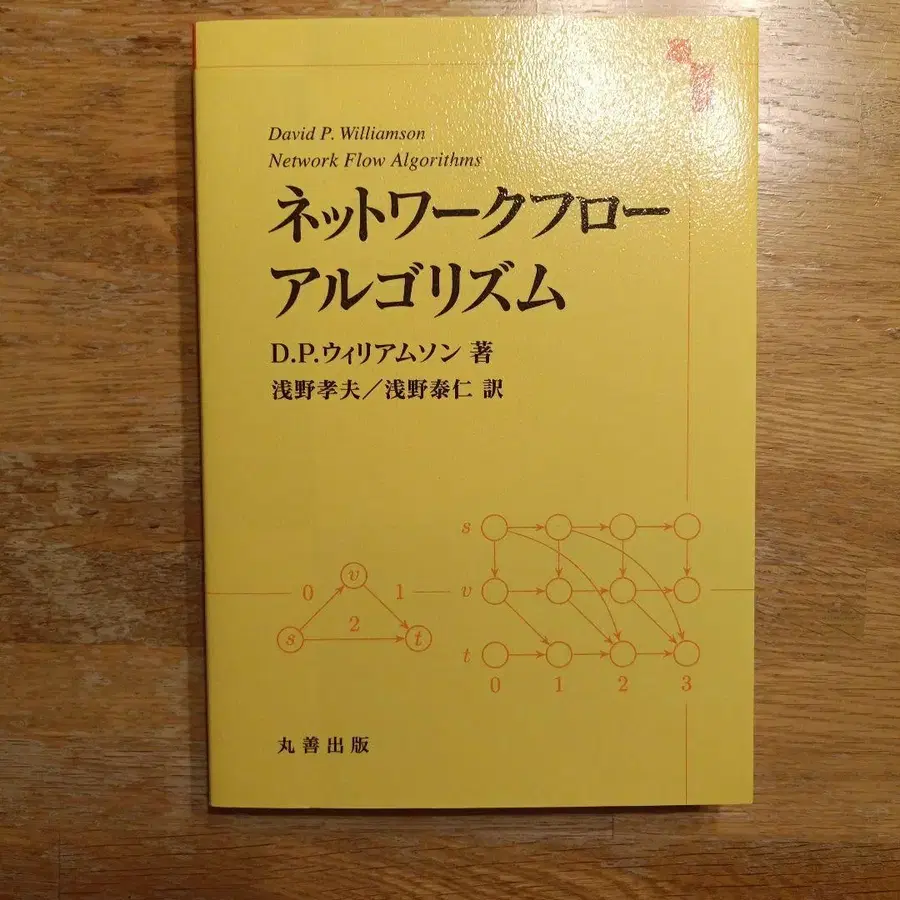 David P. Williamson
Network Flow Algorithms
ネットワークフロー
アルゴリズム
D.P.ウィリアムソン 著
浅野孝夫／浅野泰仁 訳
s
v
t
0 1 2 3
v
0 1
2
s t
丸善出版